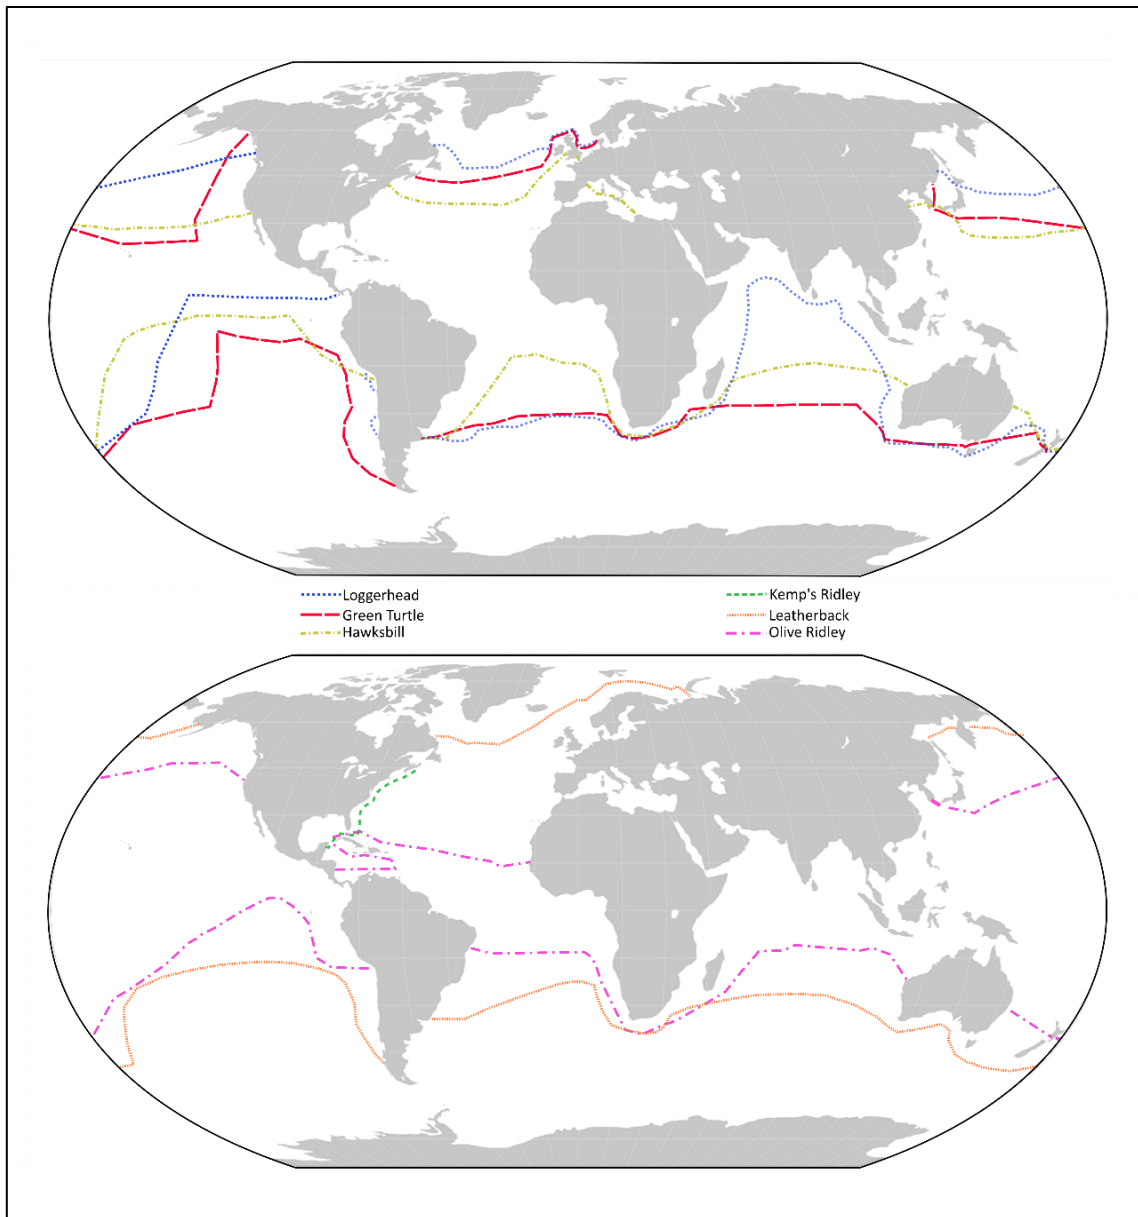 Loggerhead
Green Turtle
Hawksbill
Kemp's Ridley
Leatherback
Olive Ridley